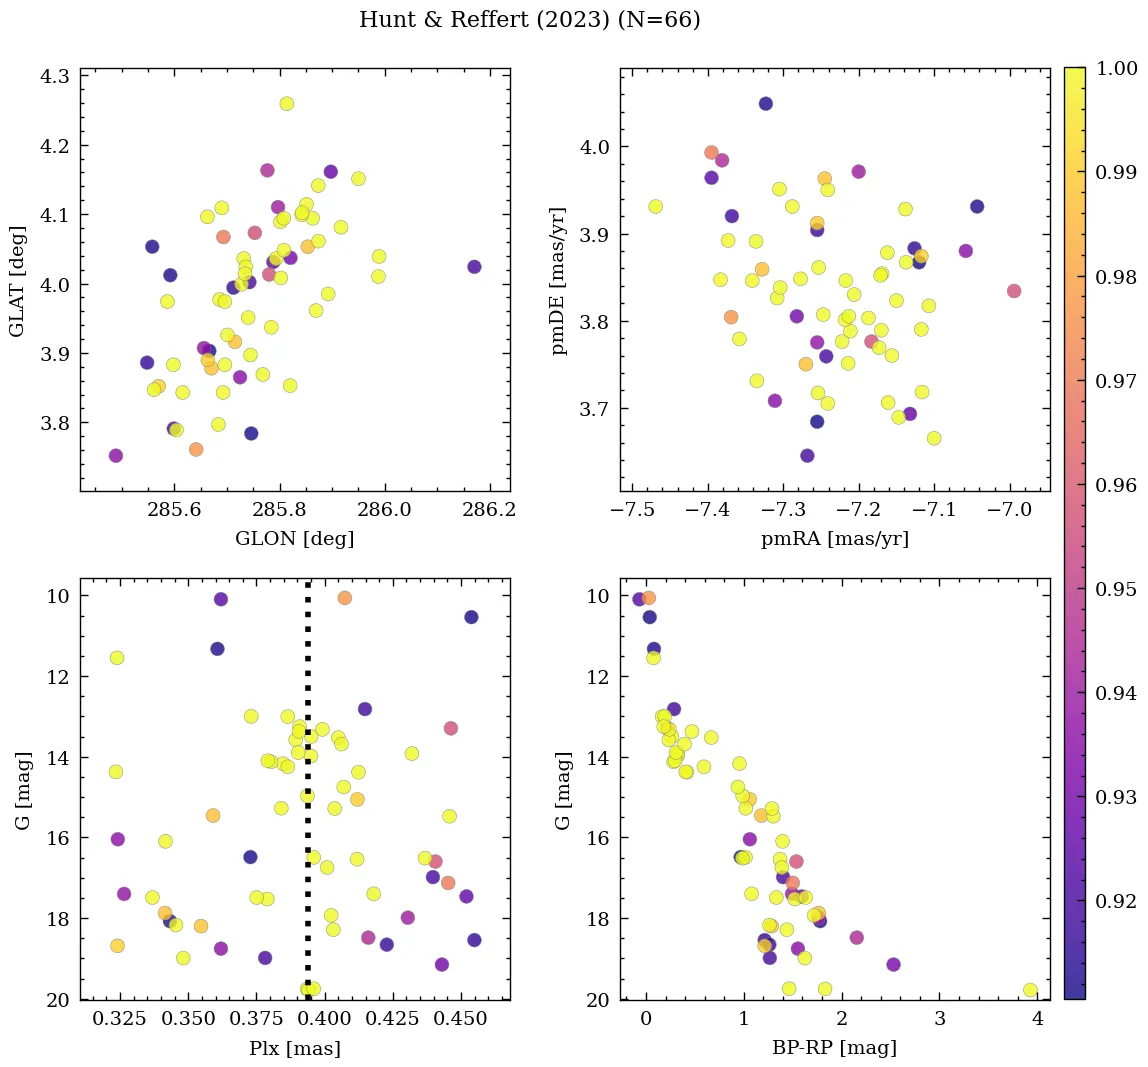 Hunt & Reffert (2023) (N=66)
4.3
4.2
4.1
4.0
3.9
3.8
GLAT [deg]
285.6 285.8 286.0 286.2
GLON [deg]
4.0
3.9
3.8
3.7
pmDE [mas/yr]
−7.5 −7.4 −7.3 −7.2 −7.1 −7.0
pmRA [mas/yr]
10
12
14
16
18
20
G [mag]
0.325 0.350 0.375 0.400 0.425 0.450
Plx [mas]
10
12
14
16
18
20
G [mag]
0 1 2 3 4
BP-RP [mag]
1.00
0.99
0.98
0.97
0.96
0.95
0.94
0.93
0.92